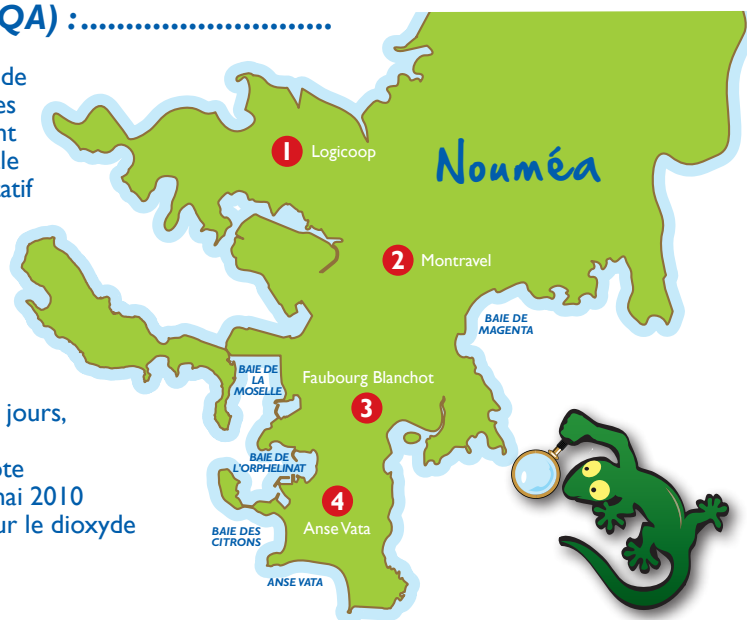 QA) :...............................
de
es
nt
le
atif
jours,
ote
mai 2010
ur le dioxyde
Nouméa
1 Logicoop
2 Montravel
BAIE DE
MAGENTA
BAIE DE
LA
MOSELLE
Faubourg Blanchot
3
BAIE DE
L'ORPHELINAT
4
Anse Vata
BAIE DES
CITRONS
ANSE VATA